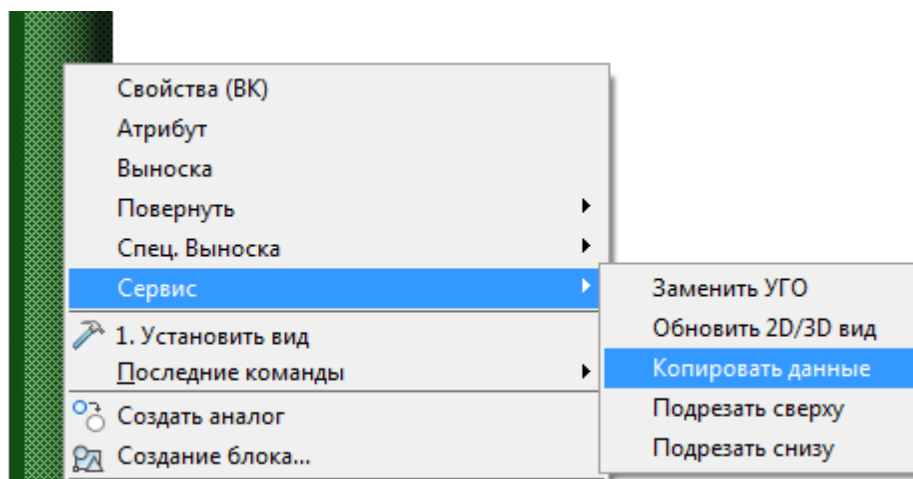 Свойства (ВК)
Атрибут
Выноска
Повернуть
Спец. Выноска
Сервис
1. Установить вид
Последние команды
Создать аналог
Создание блока...
Заменить УГО
Обновить 2D/3D вид
Копировать данные
Подрезать сверху
Подрезать снизу